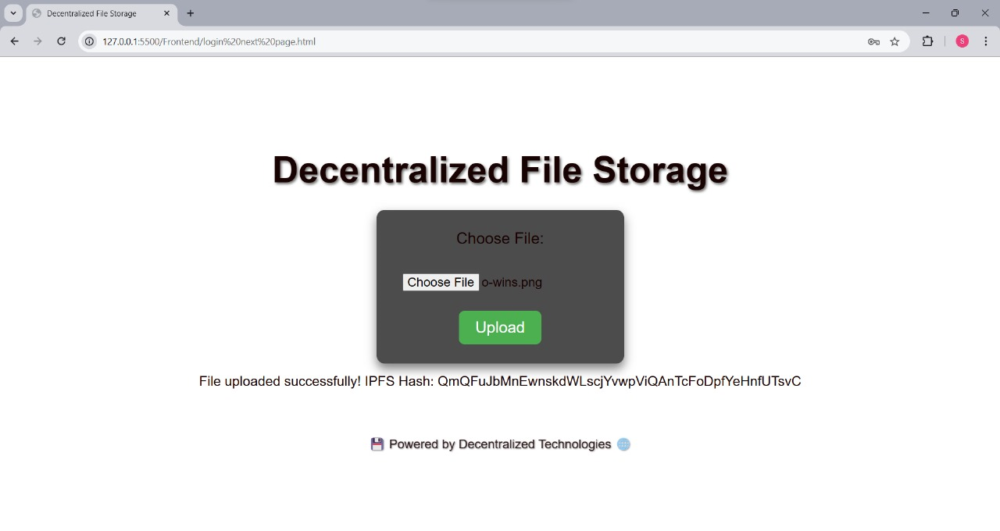 Decentralized File Storage
127.0.0.1:5500/Frontend/login%20next%20page.html
S
Decentralized File Storage
Choose File:
Choose File o-wins.png
Upload
File uploaded successfully! IPFS Hash: QmQFuJbMnEwnskdWLscjYvwpViQAnTcFoDpfYeHnfUTsvC
💾 Powered by Decentralized Technologies 🌐